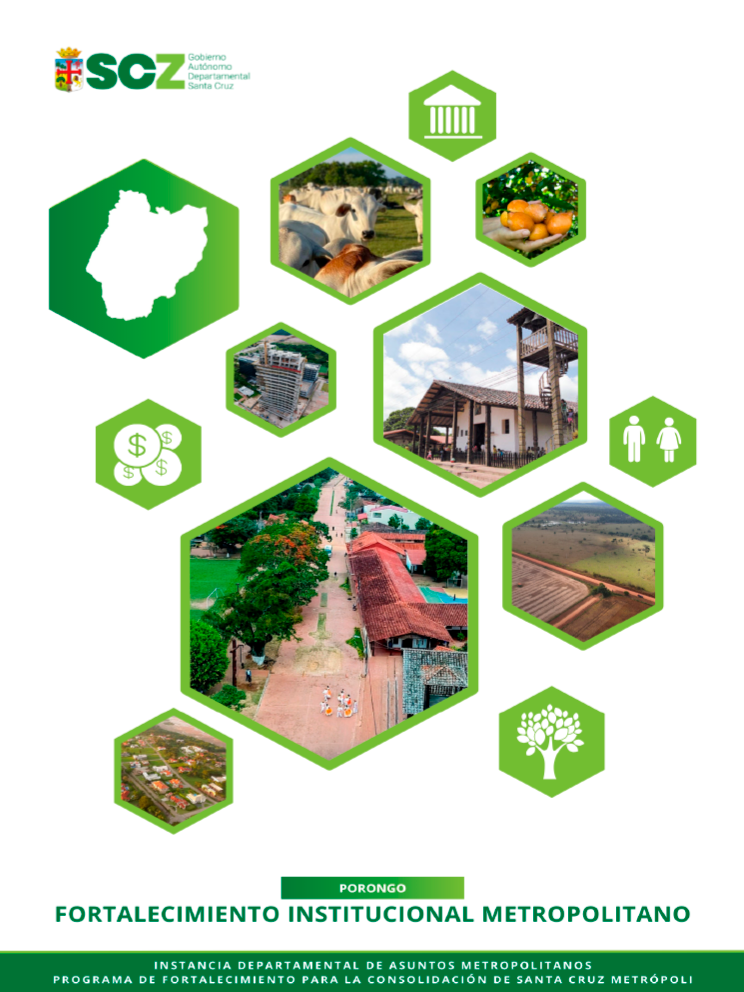 SCZ
Gobierno
Autónomo
Departamental
Santa Cruz
$
$
$
$
PORONGO
FORTALECIMIENTO INSTITUCIONAL METROPOLITANO
INSTANCIA DEPARTAMENTAL DE ASUNTOS METROPOLITANOS
PROGRAMA DE FORTALECIMIENTO PARA LA CONSOLIDACIÓN DE SANTA CRUZ METRÓPOLI